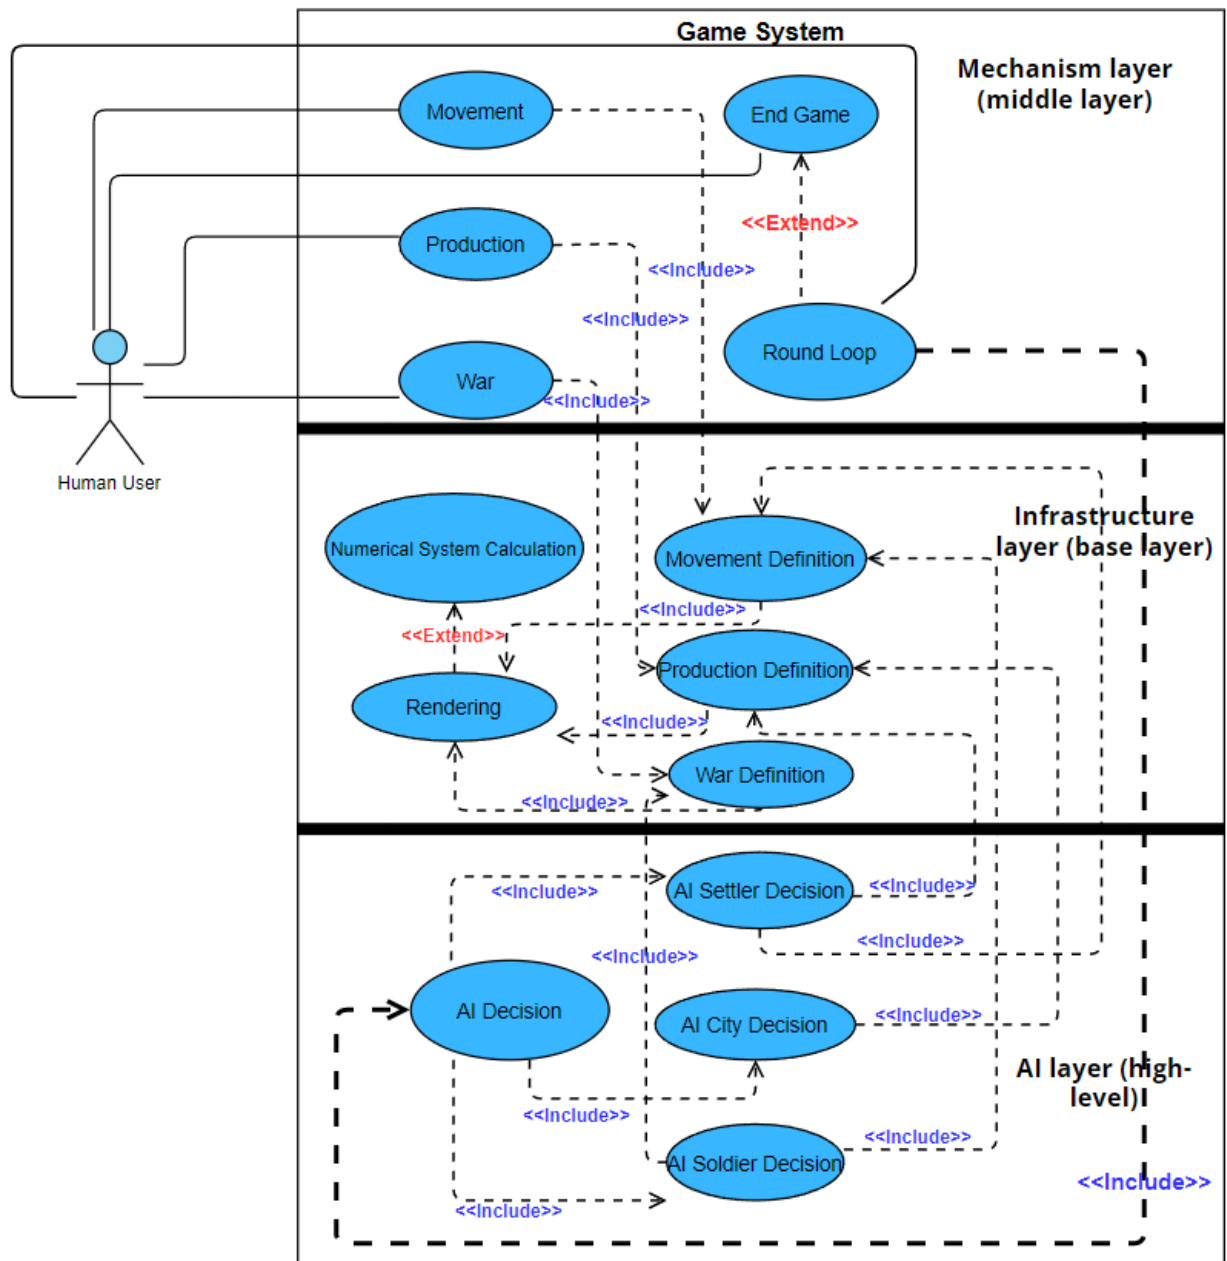 Game System
Mechanism layer
(middle layer)
Movement
End Game
<<Extend>>
Production
<<Include>>
<<Include>>
Round Loop
War
<<Include>>
Human User
Infrastructure
layer (base layer)
Numerical System Calculation
Movement Definition
<<Include>>
<<Extend>>
Production Definition
Rendering
<<Include>>
War Definition
<<Include>>
AI Settler Decision
<<Include>>
<<Include>>
<<Include>>
<<Include>>
AI Decision
AI City Decision
<<Include>>
AI layer (high-
level)
<<Include>>
<<Include>>
AI Soldier Decision
<<Include>>
<<Include>>